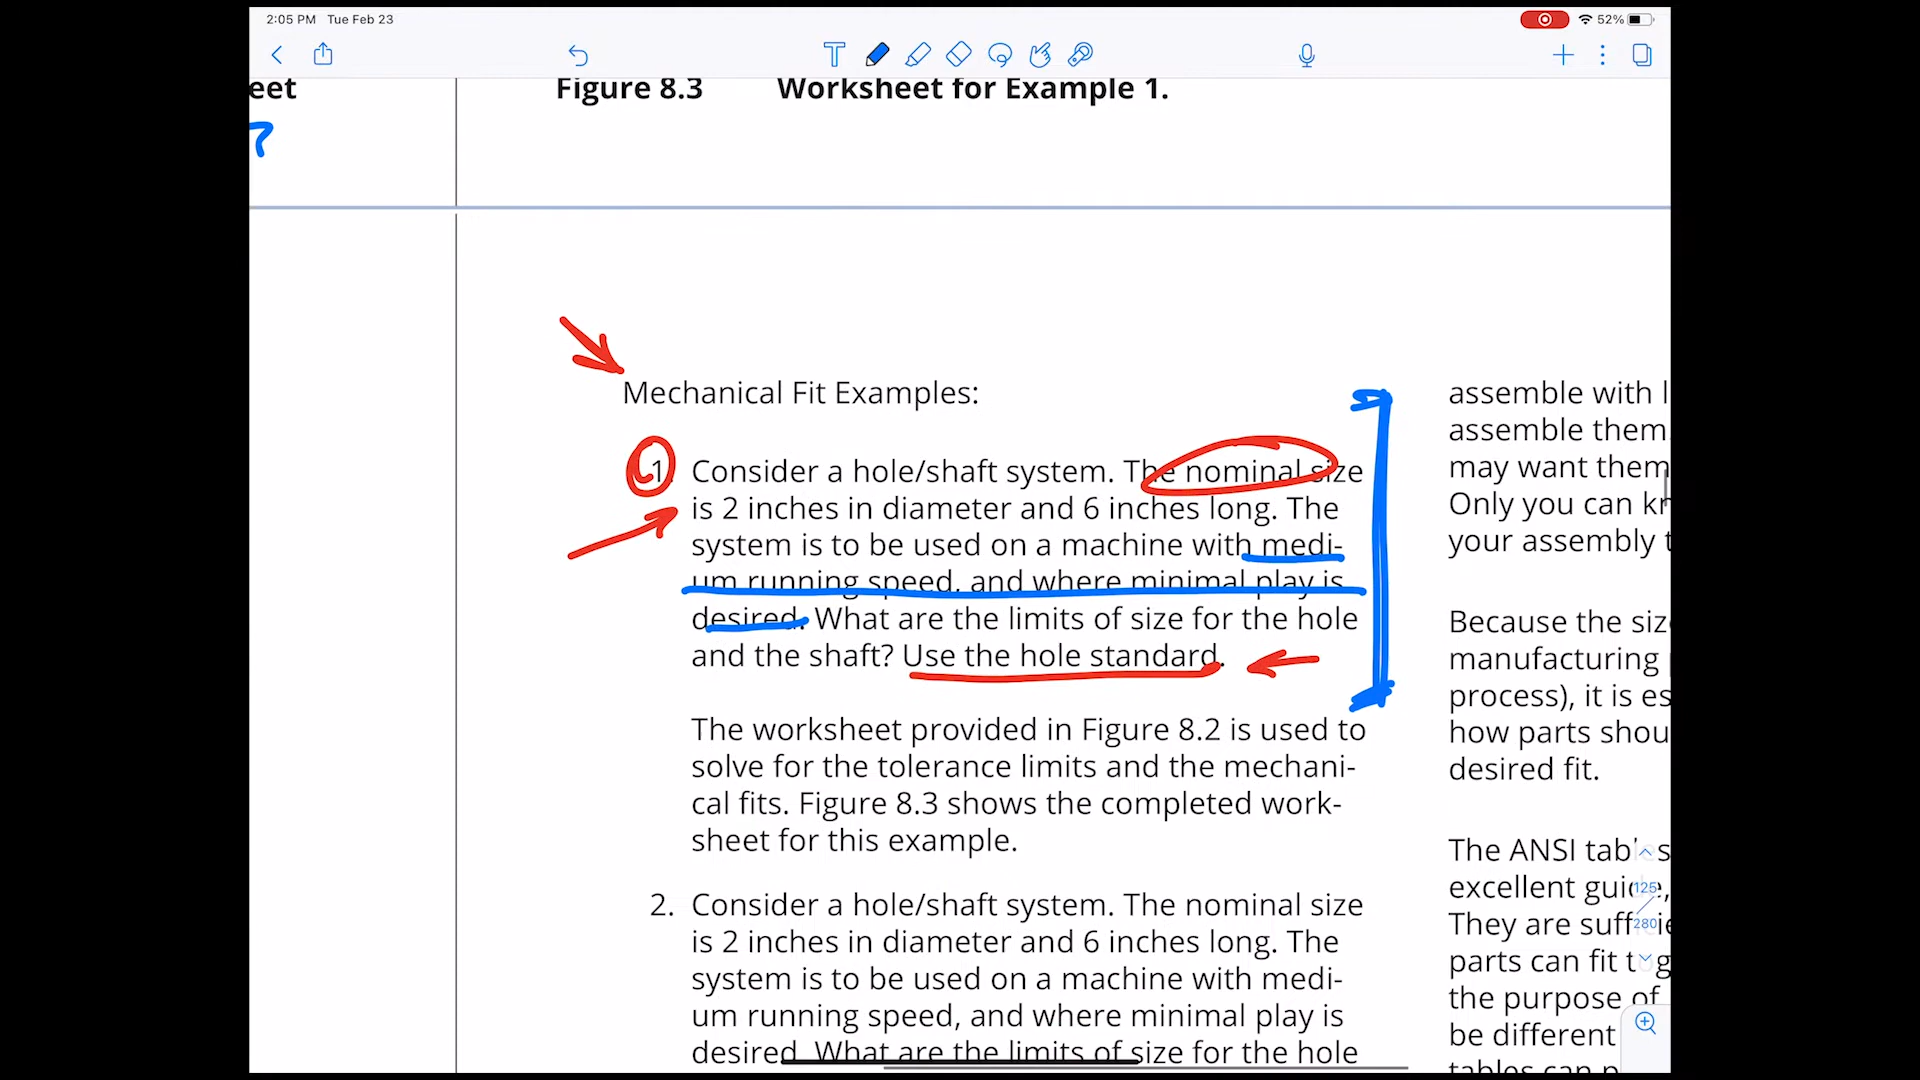 2:05 PM Tue Feb 23
52%
eet
?
Figure 8.3 Worksheet for Example 1.
Mechanical Fit Examples:
1. Consider a hole/shaft system. The nominal size
is 2 inches in diameter and 6 inches long. The
system is to be used on a machine with medi-
um running speed, and where minimal play is
desired. What are the limits of size for the hole
and the shaft? Use the hole standard.
The worksheet provided in Figure 8.2 is used to
solve for the tolerance limits and the mechani-
cal fits. Figure 8.3 shows the completed work-
sheet for this example.
2. Consider a hole/shaft system. The nominal size
is 2 inches in diameter and 6 inches long. The
system is to be used on a machine with medi-
um running speed, and where minimal play is
desired. What are the limits of size for the hole
assemble with l
assemble them.
may want them
Only you can kn
your assembly t
Because the siz
manufacturing
process), it is es
how parts shou
desired fit.
The ANSI tables
excellent guide,
They are sufficie
parts can fit tog
the purpose of
be different
tables can
125
280